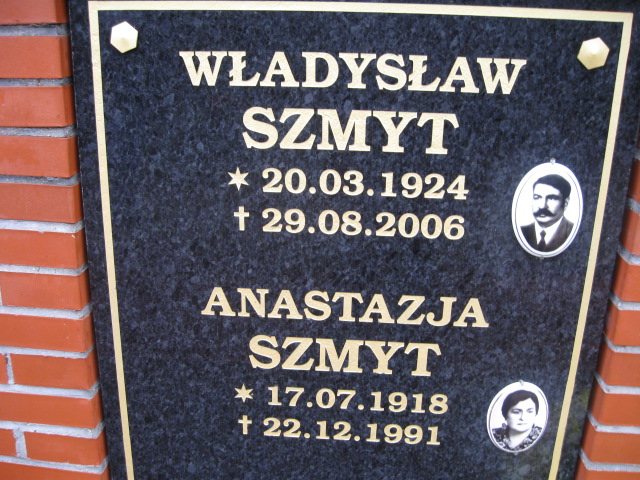 WŁADYSŁAW
SZMYT
* 20.03.1924
† 29.08.2006
ANASTAZJA
SZMYT
* 17.07.1918
† 22.12.1991